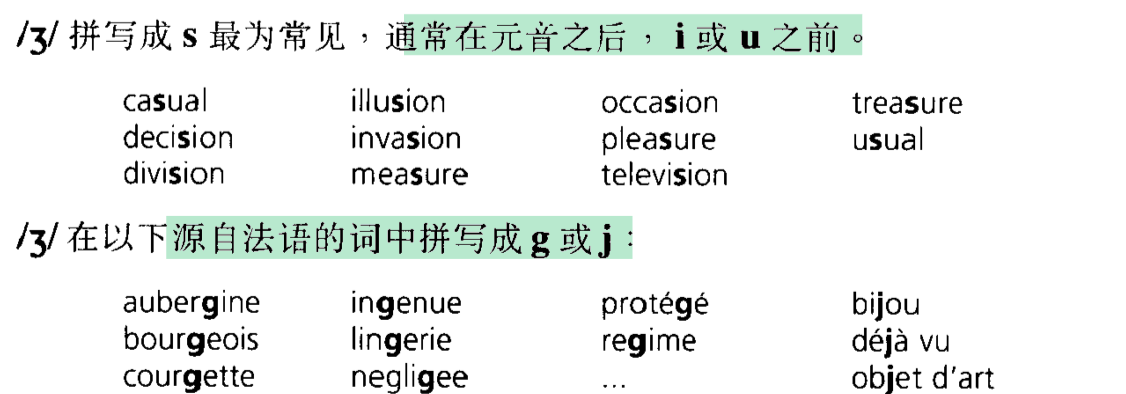 /ʒ/ 拼写成 s 最为常见，通常在元音之后， i 或 u 之前。
casual illusion occasion treasure
decision invasion pleasure usual
division measure television
/ʒ/ 在以下源自法语的词中拼写成 g 或 j：
aubergine ingenue protégé bijou
bourgeois lingerie regime déjà vu
courgette negligee ... objet d'art